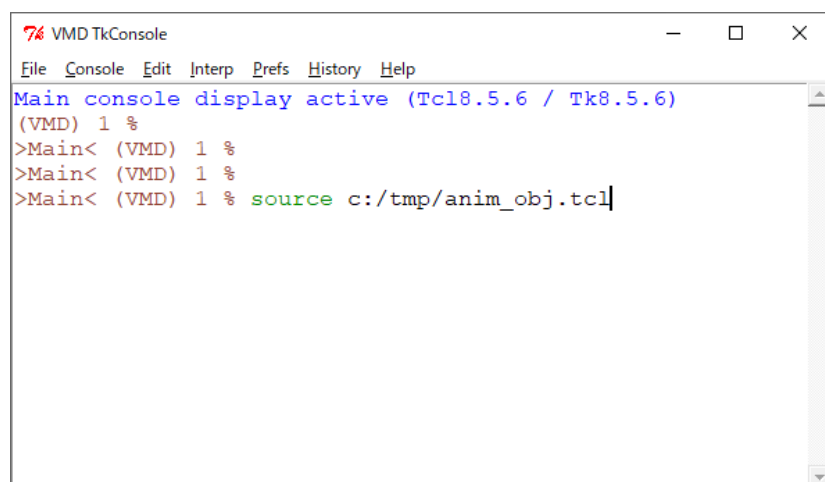 VMD TkConsole
File Console Edit Interp Prefs History Help
Main console display active (Tcl8.5.6 / Tk8.5.6)
(VMD) 1 %
>Main< (VMD) 1 %
>Main< (VMD) 1 %
>Main< (VMD) 1 % source c:/tmp/anim_obj.tcl